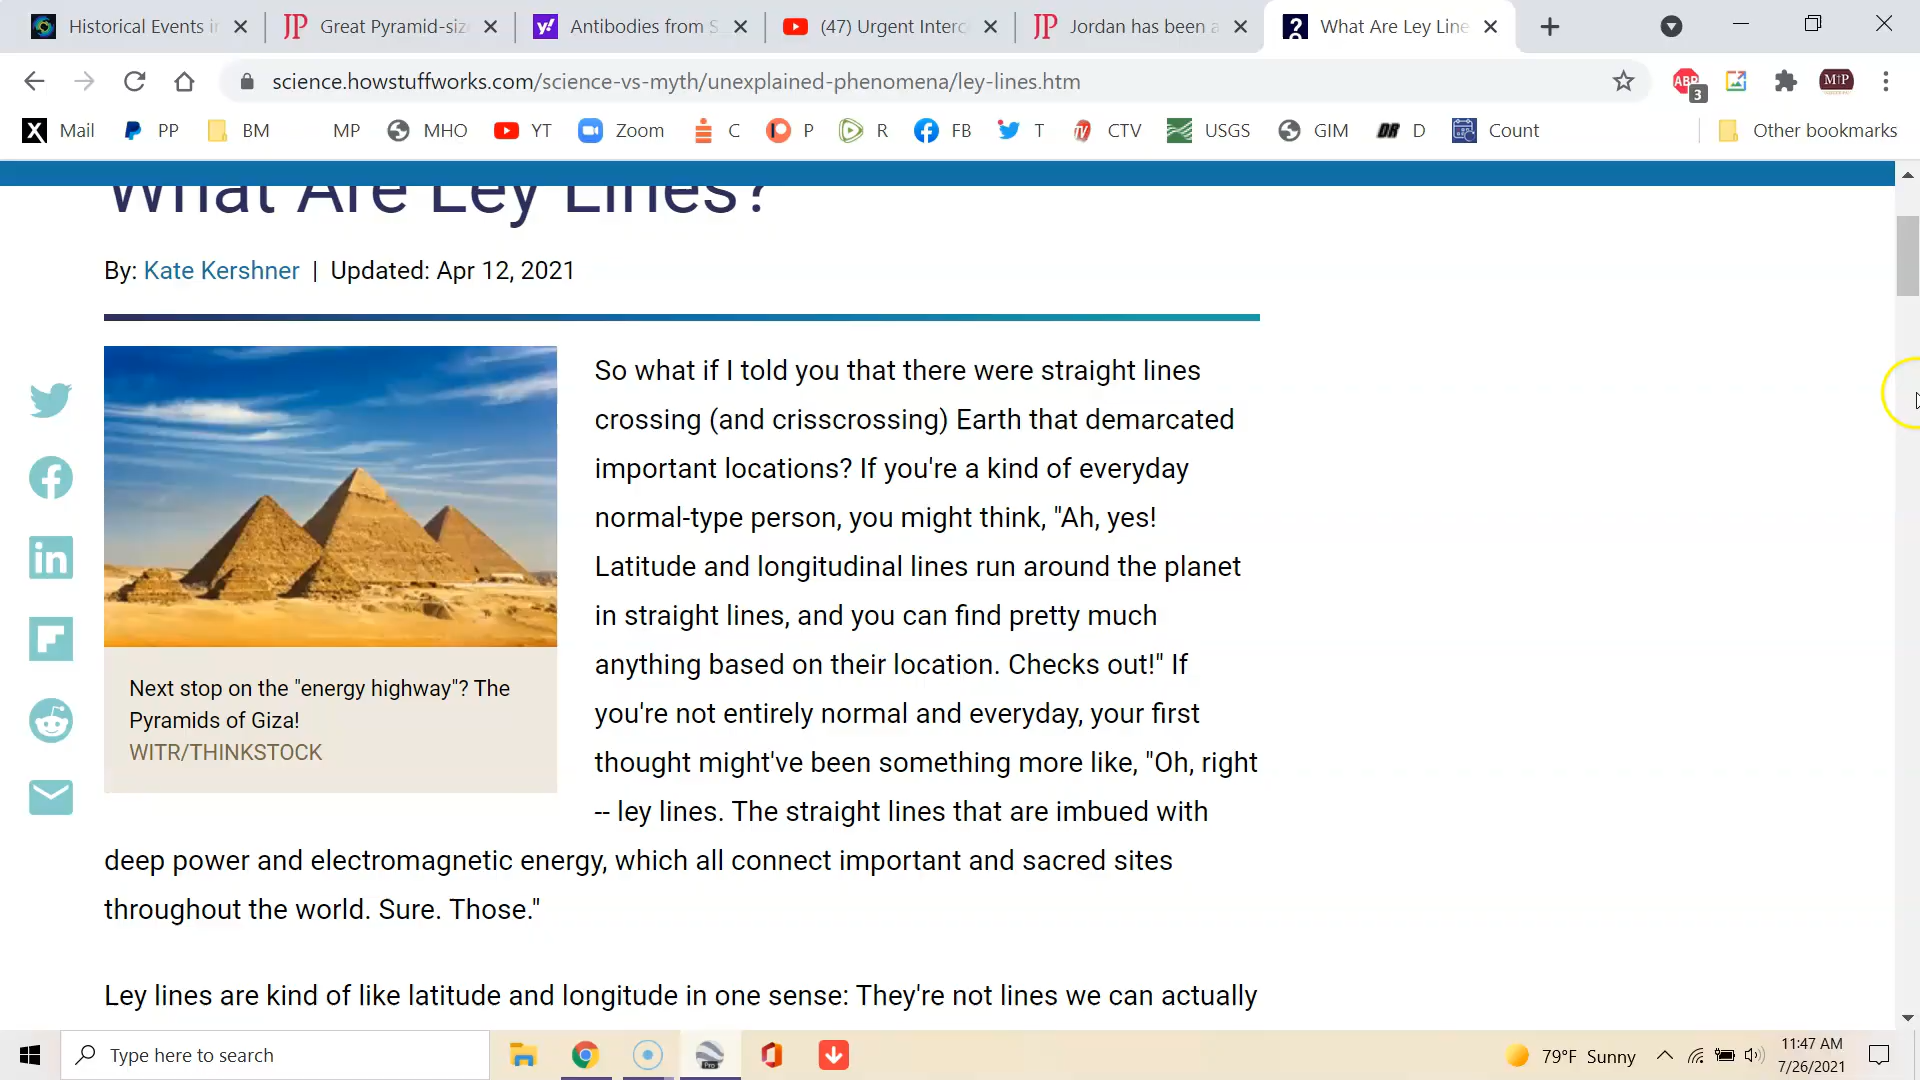 Historical Events in
Great Pyramid-siz
Antibodies from S
(47) Urgent Interc
Jordan has been a
What Are Ley Line
science.howstuffworks.com/science-vs-myth/unexplained-phenomena/ley-lines.htm
ABP
3
M↑P
X Mail
PP
BM
MP
MHO
YT
Zoom
C
P
R
FB
T
CTV
USGS
GIM
DR D
Count
Other bookmarks
What Are Ley Lines?
By: Kate Kershner | Updated: Apr 12, 2021
So what if I told you that there were straight lines
crossing (and crisscrossing) Earth that demarcated
important locations? If you're a kind of everyday
normal-type person, you might think, "Ah, yes!
Latitude and longitudinal lines run around the planet
in straight lines, and you can find pretty much
anything based on their location. Checks out!" If
you're not entirely normal and everyday, your first
thought might've been something more like, "Oh, right
-- ley lines. The straight lines that are imbued with
deep power and electromagnetic energy, which all connect important and sacred sites
throughout the world. Sure. Those."
Next stop on the "energy highway"? The
Pyramids of Giza!
WITR/THINKSTOCK
Ley lines are kind of like latitude and longitude in one sense: They're not lines we can actually
Type here to search
Pro
79°F Sunny
11:47 AM
7/26/2021